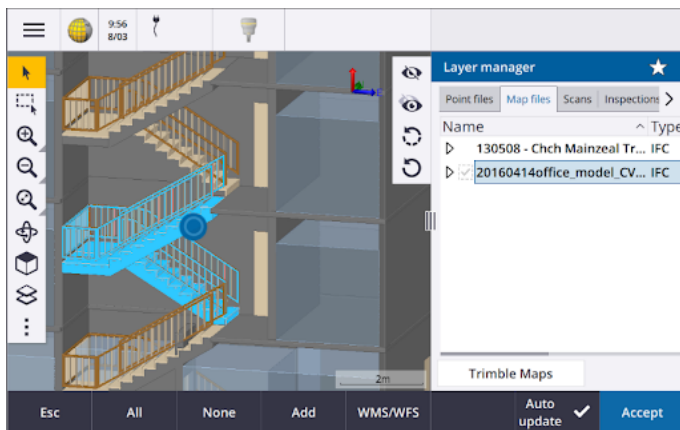 9:56
8/03
Layer manager
Point files Map files Scans Inspections
Name Type
130508 - Chch Mainzeal Tr... IFC
20160414office_model_CV... IFC
2m
Trimble Maps
Esc All None Add WMS/WFS Auto update Accept